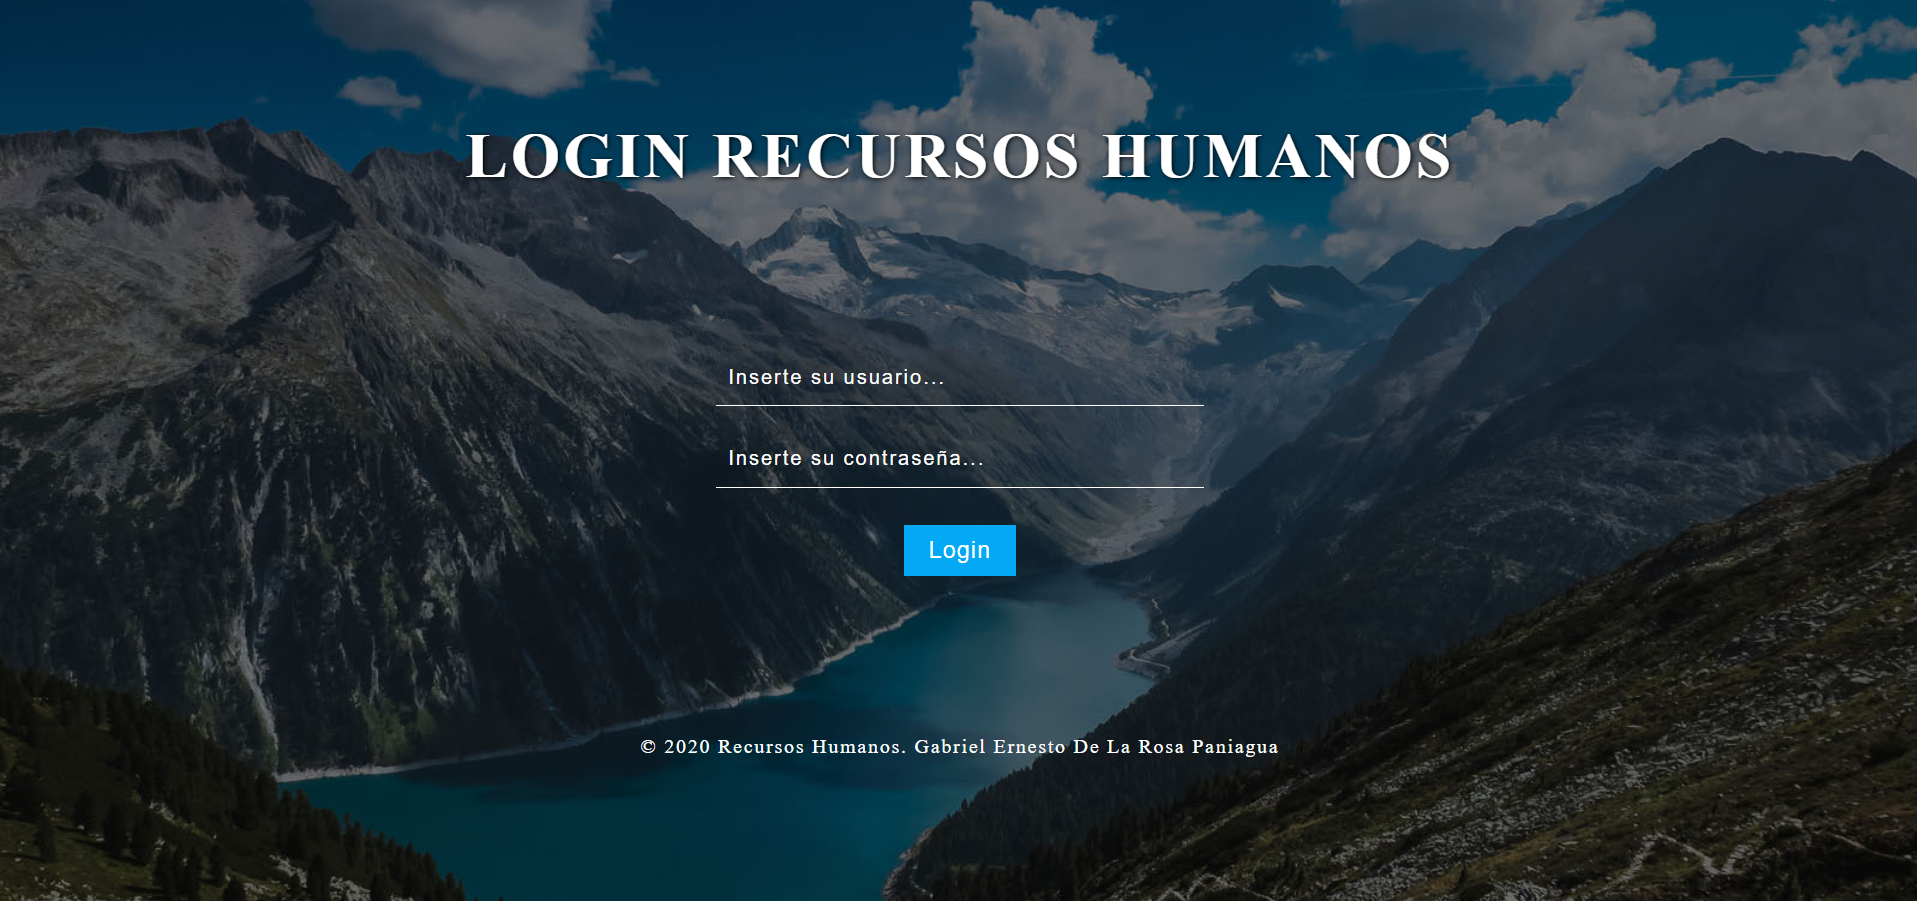 LOGIN RECURSOS HUMANOS
Inserte su usuario...
Inserte su contraseña...
Login
© 2020 Recursos Humanos. Gabriel Ernesto De La Rosa Paniagua